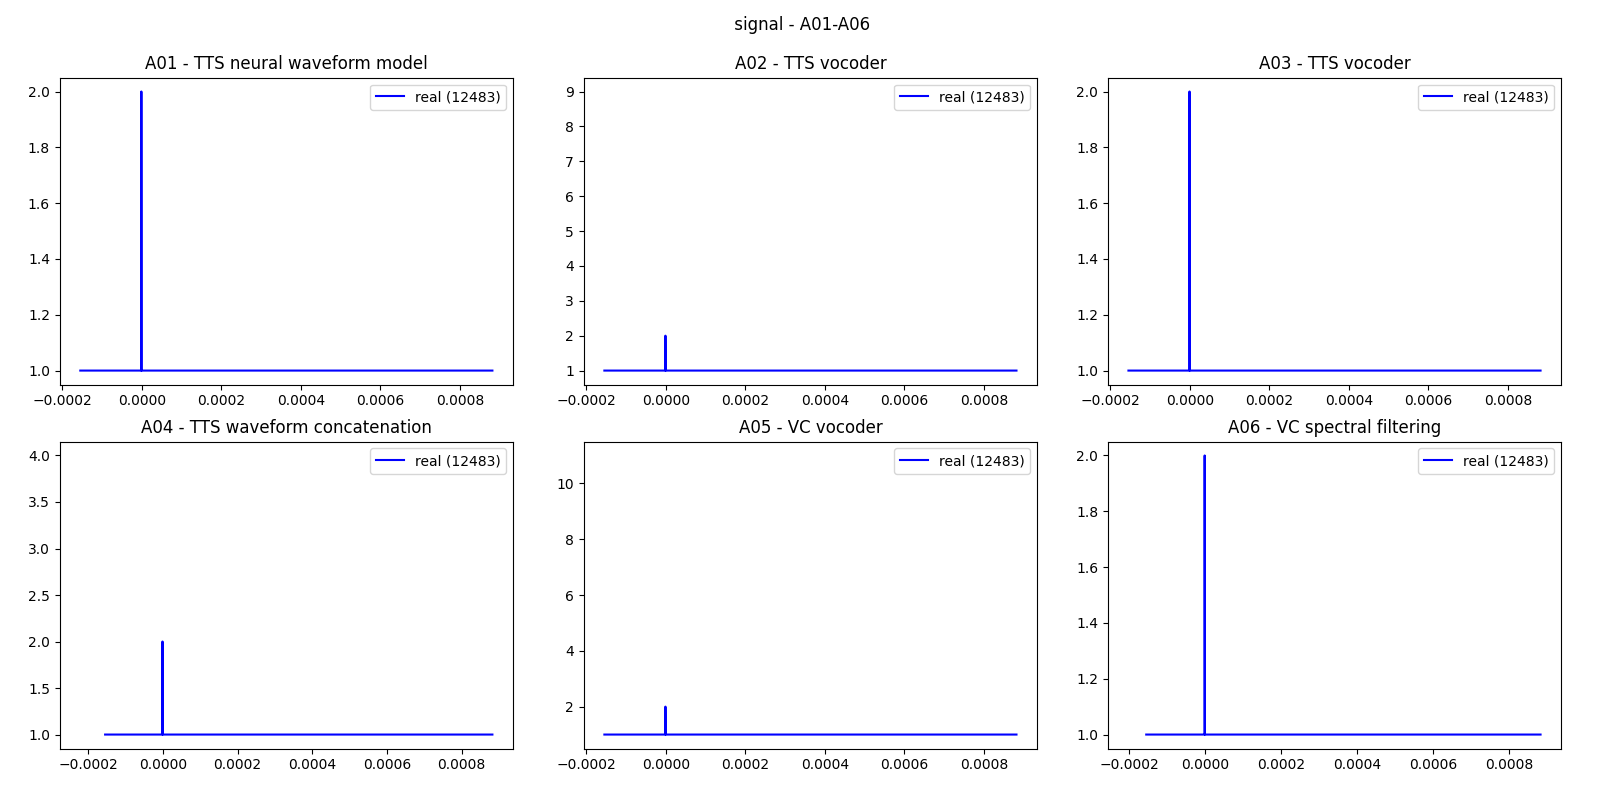 signal - A01-A06
A01 - TTS neural waveform model
2.0
1.8
1.6
1.4
1.2
1.0
real (12483)
−0.0002 0.0000 0.0002 0.0004 0.0006 0.0008
A02 - TTS vocoder
9
8
7
6
5
4
3
2
1
real (12483)
−0.0002 0.0000 0.0002 0.0004 0.0006 0.0008
A03 - TTS vocoder
2.0
1.8
1.6
1.4
1.2
1.0
real (12483)
−0.0002 0.0000 0.0002 0.0004 0.0006 0.0008
A04 - TTS waveform concatenation
4.0
3.5
3.0
2.5
2.0
1.5
1.0
real (12483)
−0.0002 0.0000 0.0002 0.0004 0.0006 0.0008
A05 - VC vocoder
10
8
6
4
2
real (12483)
−0.0002 0.0000 0.0002 0.0004 0.0006 0.0008
A06 - VC spectral filtering
2.0
1.8
1.6
1.4
1.2
1.0
real (12483)
−0.0002 0.0000 0.0002 0.0004 0.0006 0.0008